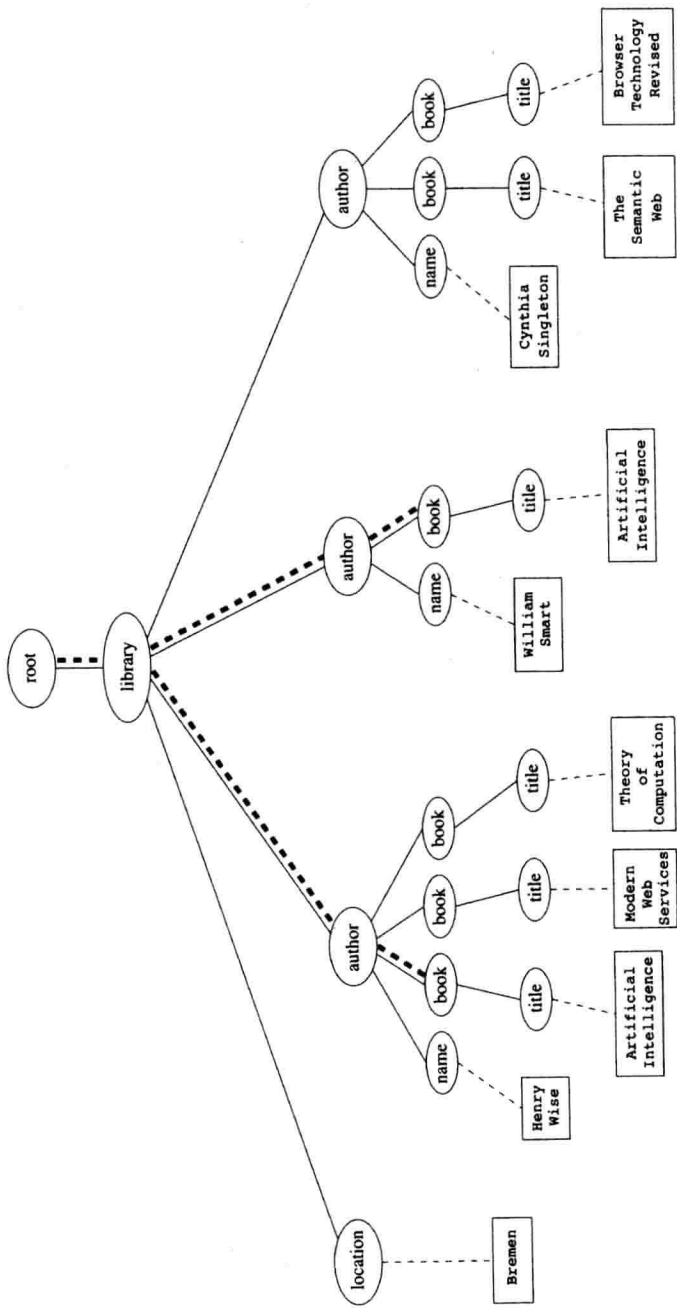 root
library
location
author
author
author
name
book
book
book
name
book
name
book
book
title
title
title
title
title
title
Bremen
Henry
Wise
Artificial
Intelligence
Modern
Web
Services
Theory
of
Computation
William
Smart
Artificial
Intelligence
Cynthia
Singleton
The
Semantic
Web
Browser
Technology
Revised